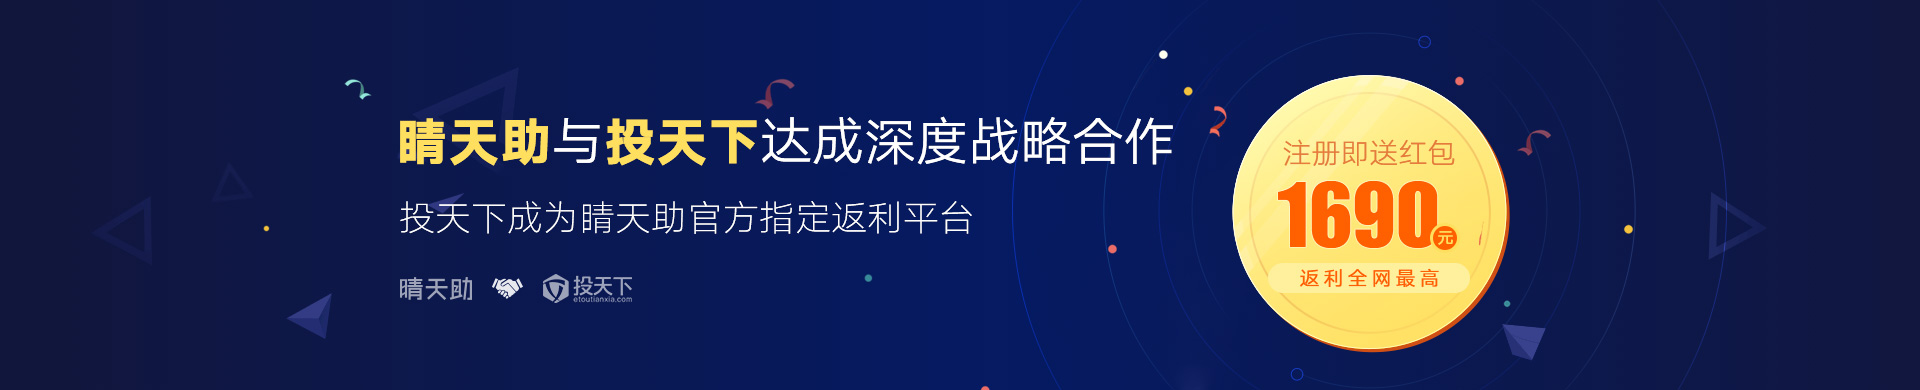 晴天助与投天下达成深度战略合作
投天下成为晴天助官方指定返利平台
晴天助 投天下
etoutianxia.com
注册即送红包
1690元
返利全网最高